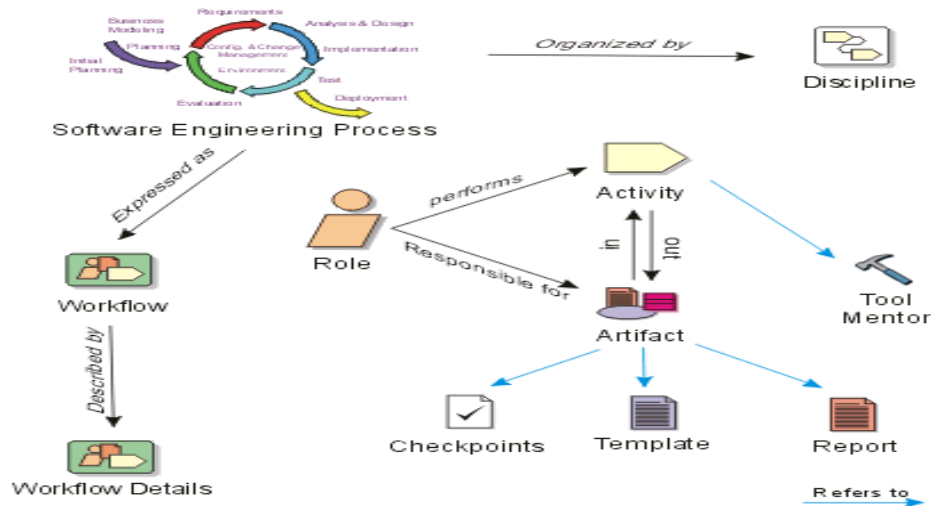 Requirements
Business
Modeling
Analysis & Design
Planning
Config. & Change
Management
Implementation
Initial
Planning
Environment
Test
Evaluation
Deployment
Software Engineering Process
Organized by
Discipline
Expressed as
performs
Activity
Role
Responsible for
in
out
Workflow
Artifact
Tool
Mentor
Described by
Checkpoints
Template
Report
Workflow Details
Refers to